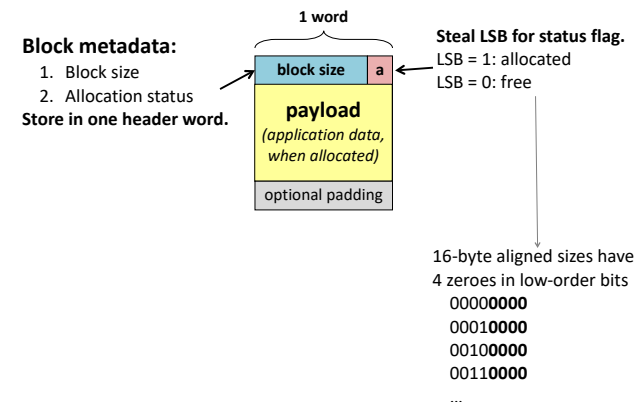 1 word
Block metadata:
1. Block size
2. Allocation status
Store in one header word.
block size
a
payload
(application data,
when allocated)
optional padding
Steal LSB for status flag.
LSB = 1: allocated
LSB = 0: free
16-byte aligned sizes have
4 zeroes in low-order bits
00000000
00010000
00100000
00110000
...